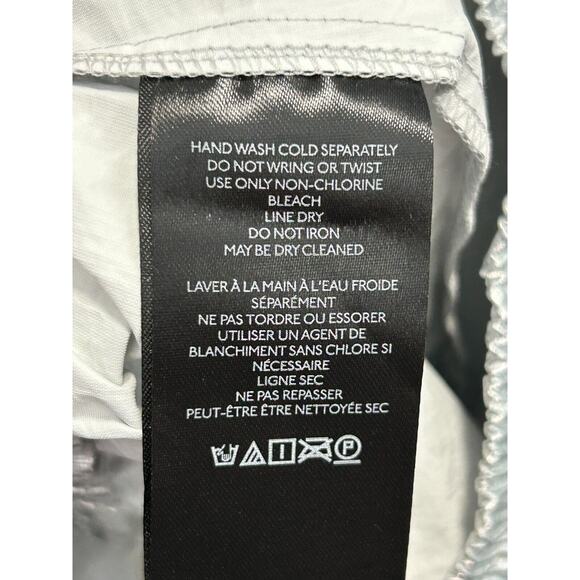 HAND WASH COLD SEPARATELY
DO NOT WRING OR TWIST
USE ONLY NON-CHLORINE
BLEACH
LINE DRY
DO NOT IRON
MAY BE DRY CLEANED
LAVER À LA MAIN À L'EAU FROIDE
SÉPARÉMENT
NE PAS TORDRE OU ESSORER
UTILISER UN AGENT DE
BLANCHIMENT SANS CHLORE SI
NÉCESSAIRE
LIGNE SEC
NE PAS REPASSER
PEUT-ÊTRE ÊTRE NETTOYÉE SEC
P